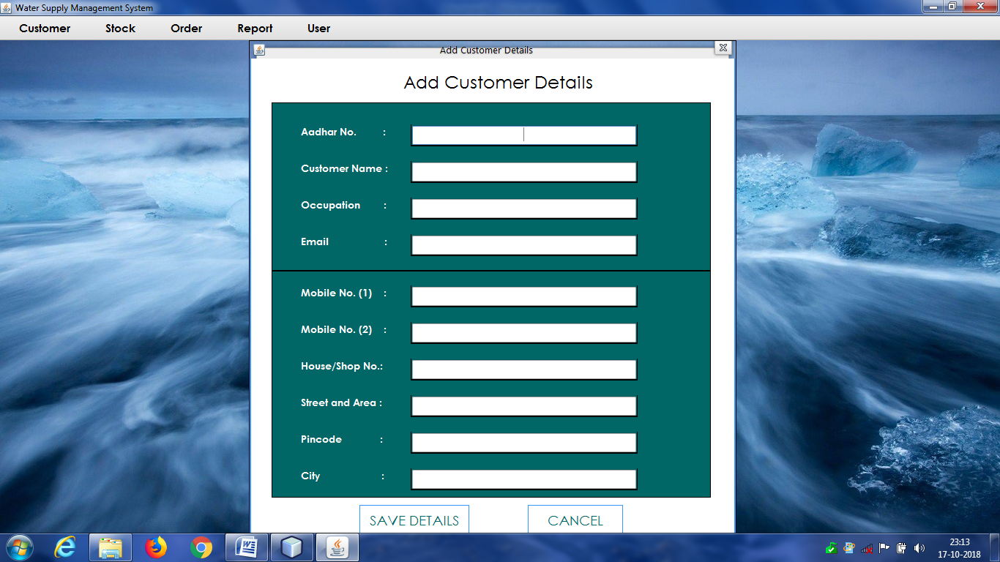 Water Supply Management System
Customer Stock Order Report User
Add Customer Details
Add Customer Details
Aadhar No. :
Customer Name :
Occupation :
Email :
Mobile No. (1) :
Mobile No. (2) :
House/Shop No.:
Street and Area :
Pincode :
City :
SAVE DETAILS CANCEL
23:13
17-10-2018